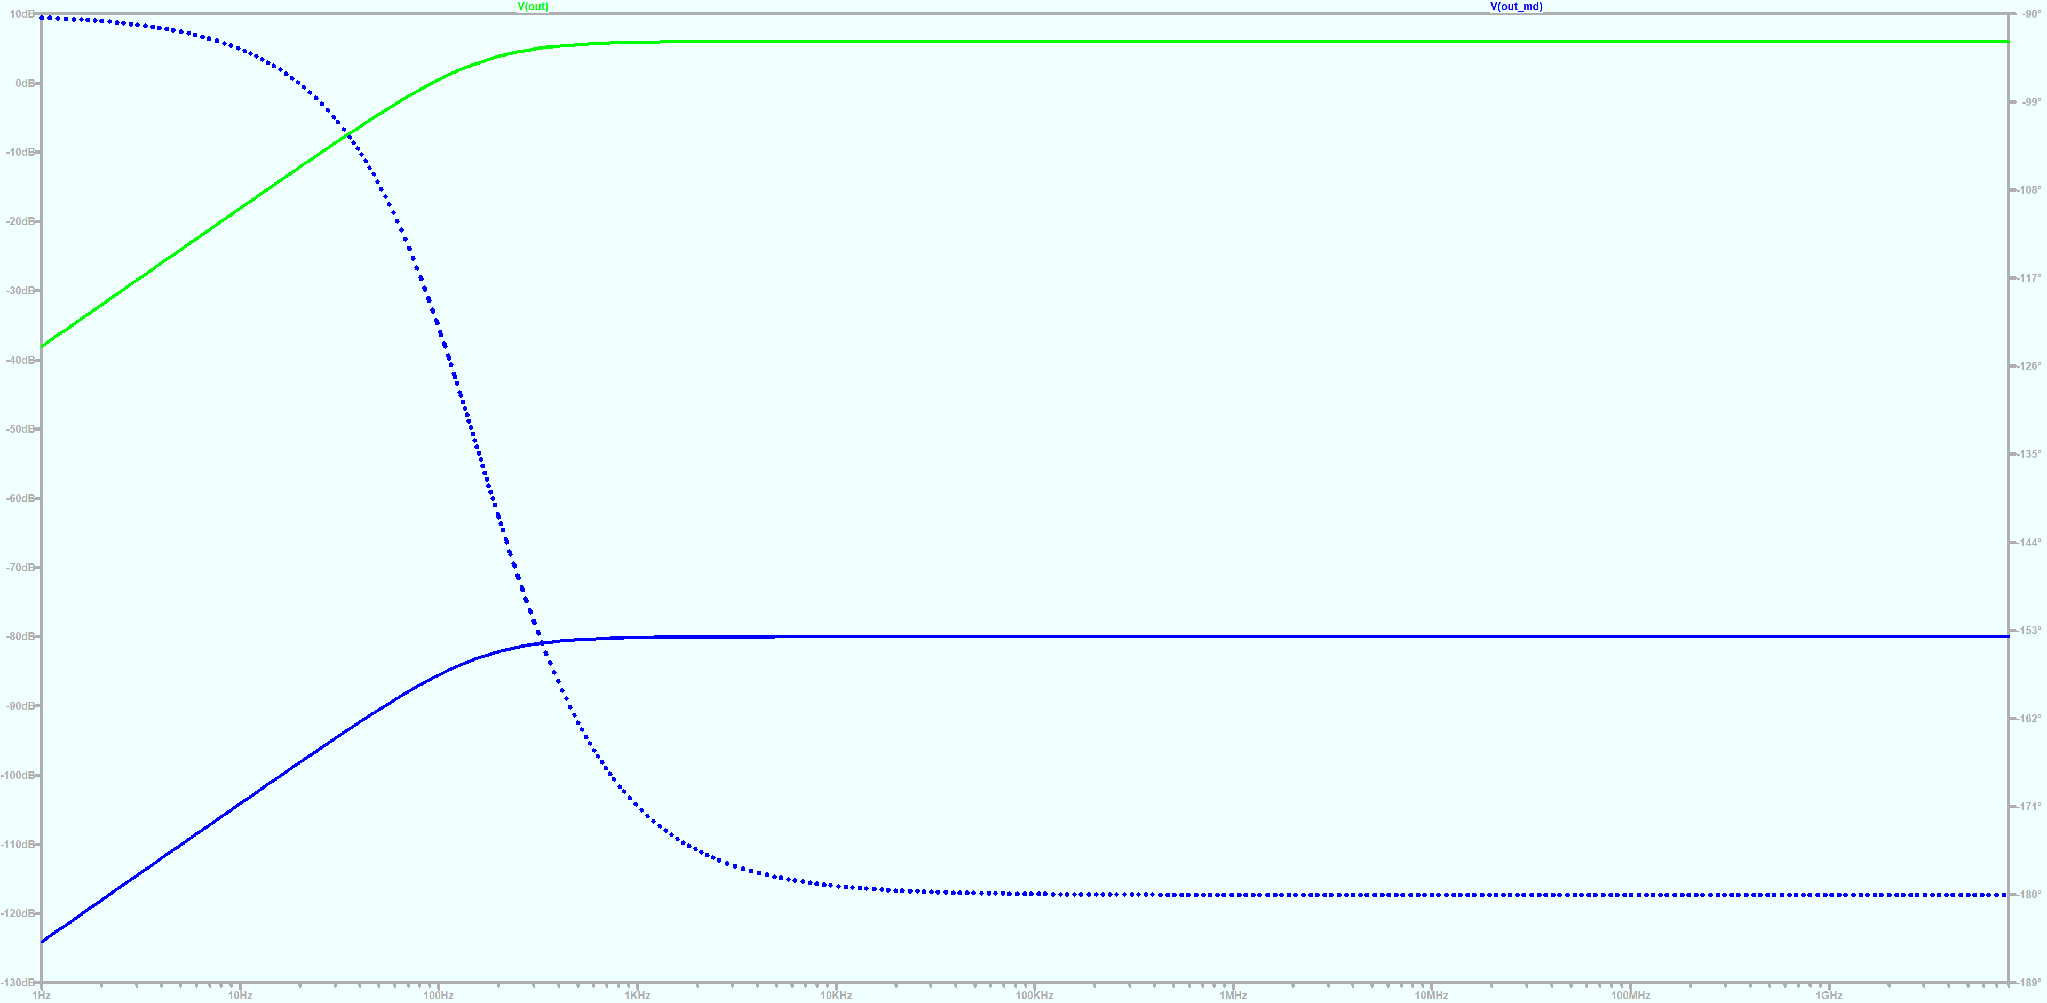 V(out) V(out_md)
10dB -90°
0dB -99°
-10dB -108°
-20dB -117°
-30dB -126°
-40dB -135°
-50dB -144°
-60dB -153°
-70dB -162°
-80dB -171°
-90dB -180°
-100dB -189°
-110dB
-120dB
-130dB
1Hz 10Hz 100Hz 1KHz 10KHz 100KHz 1MHz 10MHz 100MHz 1GHz